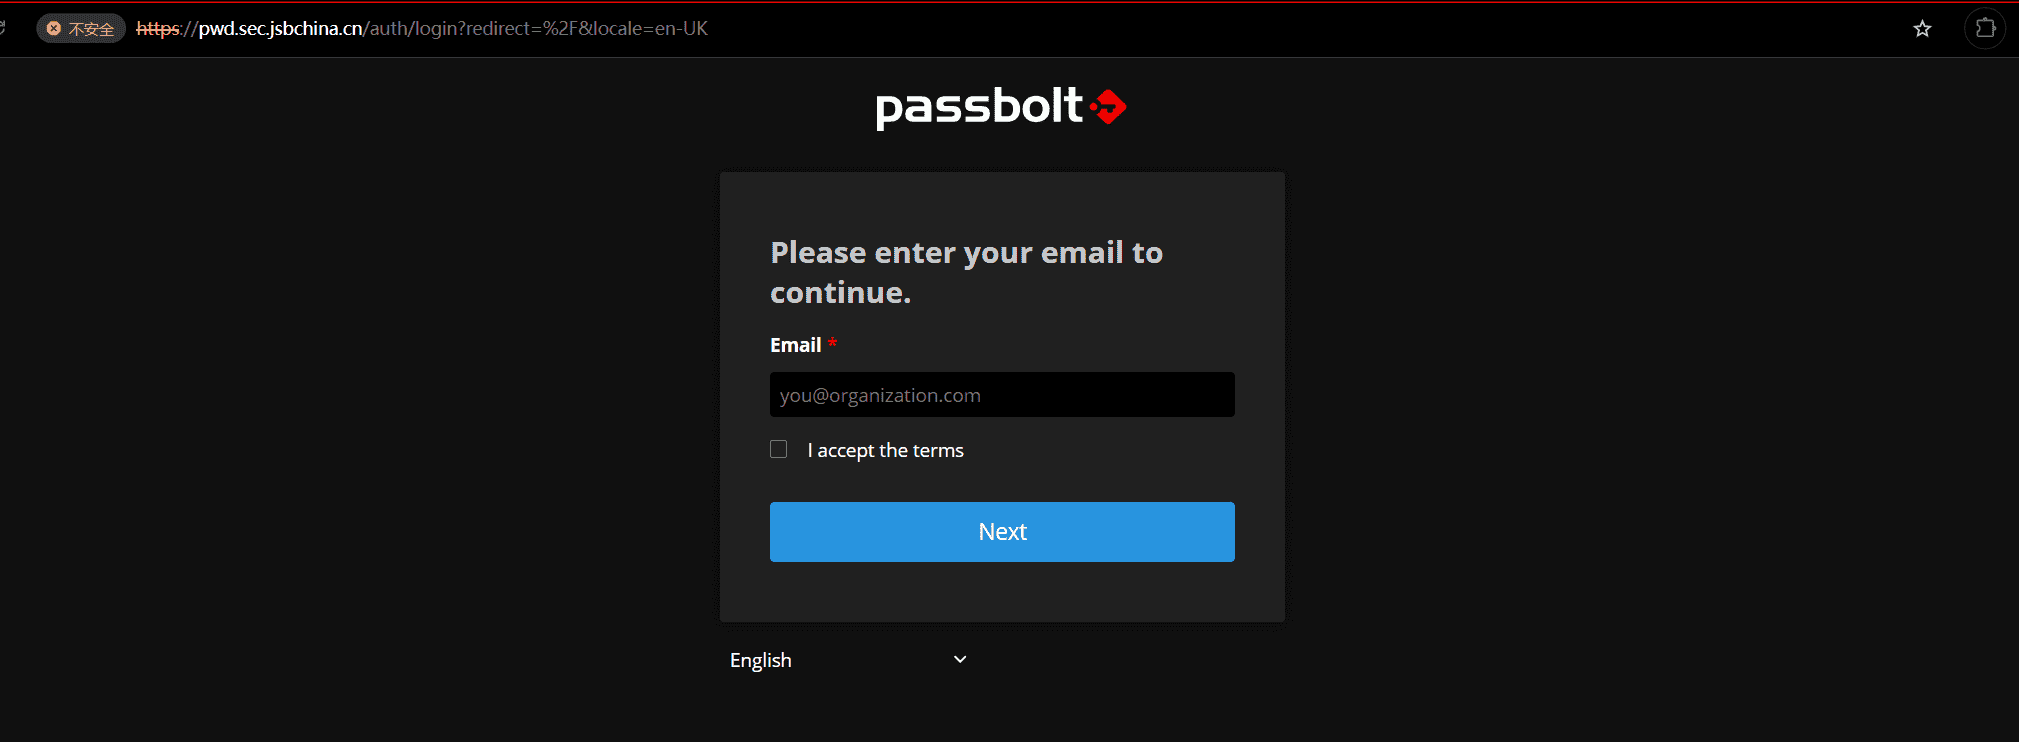 不安全 https://pwd.sec.jsbchina.cn/auth/login?redirect=%2F&locale=en-UK
passbolt
Please enter your email to
continue.
Email *
you@organization.com
I accept the terms
Next
English